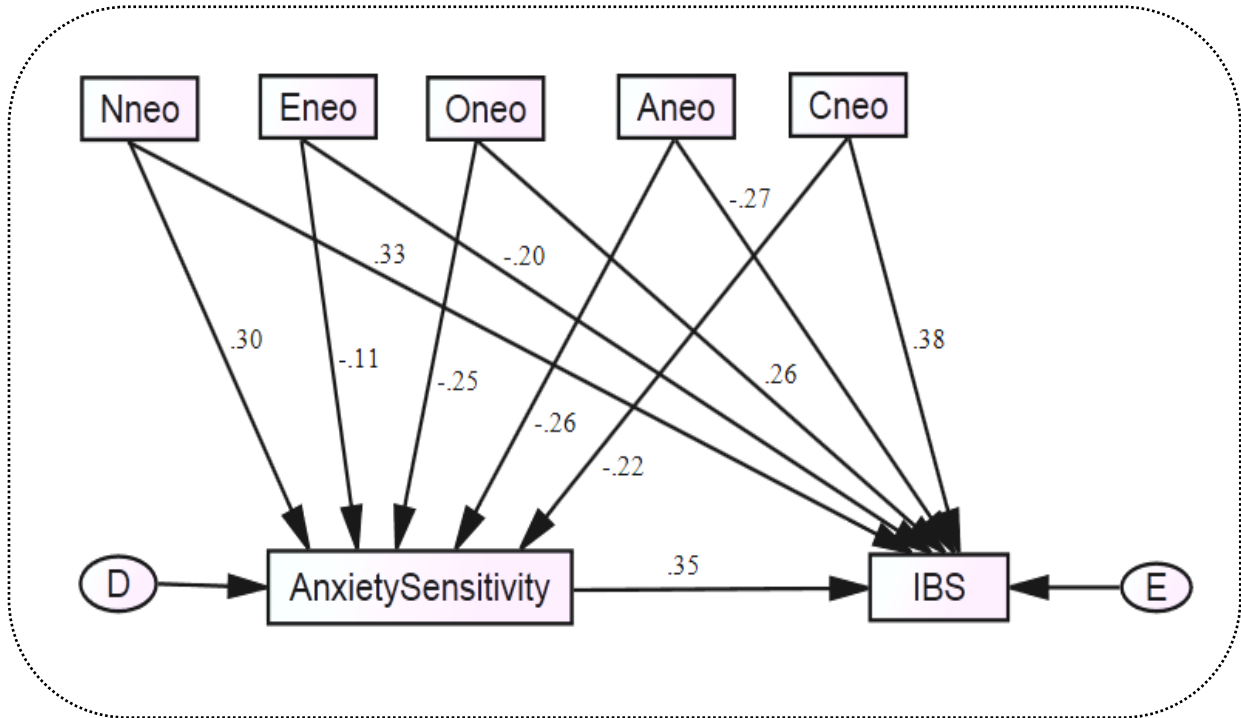 Nneo
Eneo
Oneo
Aneo
Cneo
-.27
.33
-.20
.30
-.11
-.25
.26
.38
-.26
-.22
.35
D
AnxietySensitivity
IBS
E